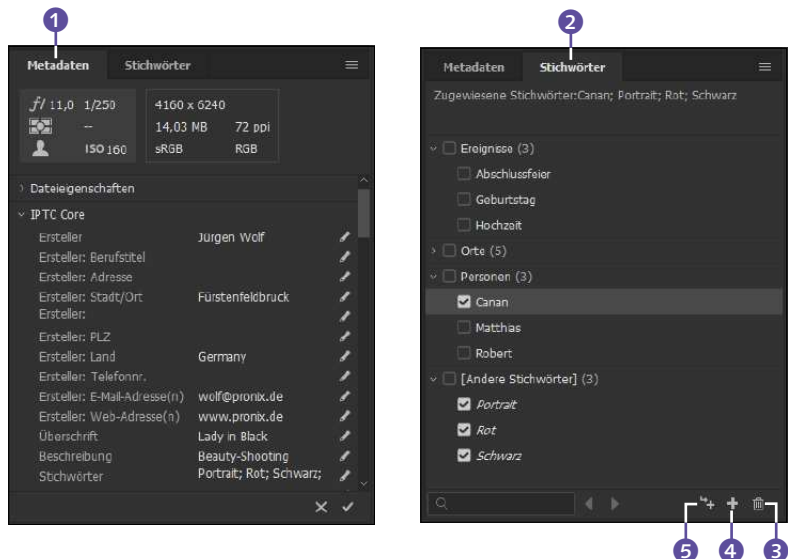 1
Metadaten Stichwörter
f/ 11,0 1/250
--
ISO 160
4160 x 6240
14,03 MB 72 ppi
sRGB RGB
Dateieigenschaften
IPTC Core
Ersteller Jürgen Wolf
Ersteller: Berufstitel
Ersteller: Adresse
Ersteller: Stadt/Ort Fürstenfeldbruck
Ersteller:
Ersteller: PLZ
Ersteller: Land Germany
Ersteller: Telefonnr.
Ersteller: E-Mail-Adresse(n) wolf@pronix.de
Ersteller: Web-Adresse(n) www.pronix.de
Überschrift Lady in Black
Beschreibung Beauty-Shooting
Stichwörter Portrait; Rot; Schwarz;
2
Metadaten Stichwörter
Zugewiesene Stichwörter:Canan; Portrait; Rot; Schwarz
Ereignisse (3)
Abschlussfeier
Geburtstag
Hochzeit
Orte (5)
Personen (3)
Canan
Matthias
Robert
[Andere Stichwörter] (3)
Portrait
Rot
Schwarz
5 4 3